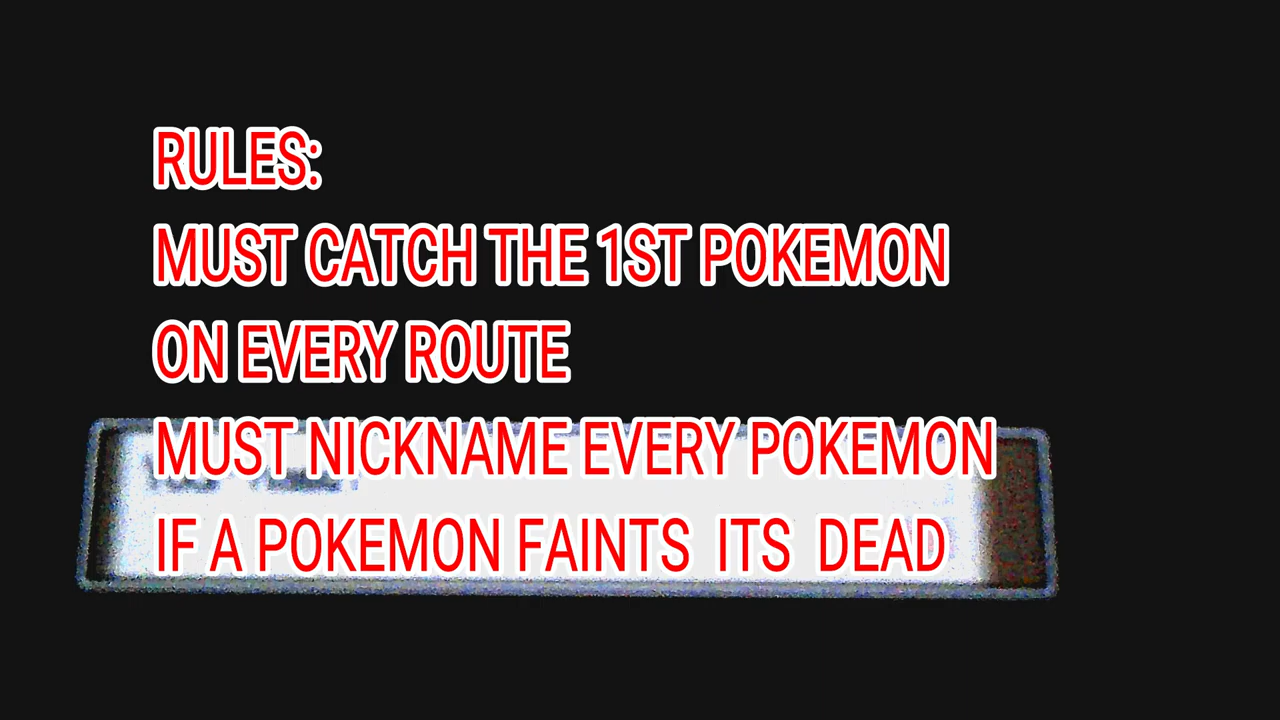 RULES:
MUST CATCH THE 1ST POKEMON
ON EVERY ROUTE
MUST NICKNAME EVERY POKEMON
IF A POKEMON FAINTS  ITS  DEAD